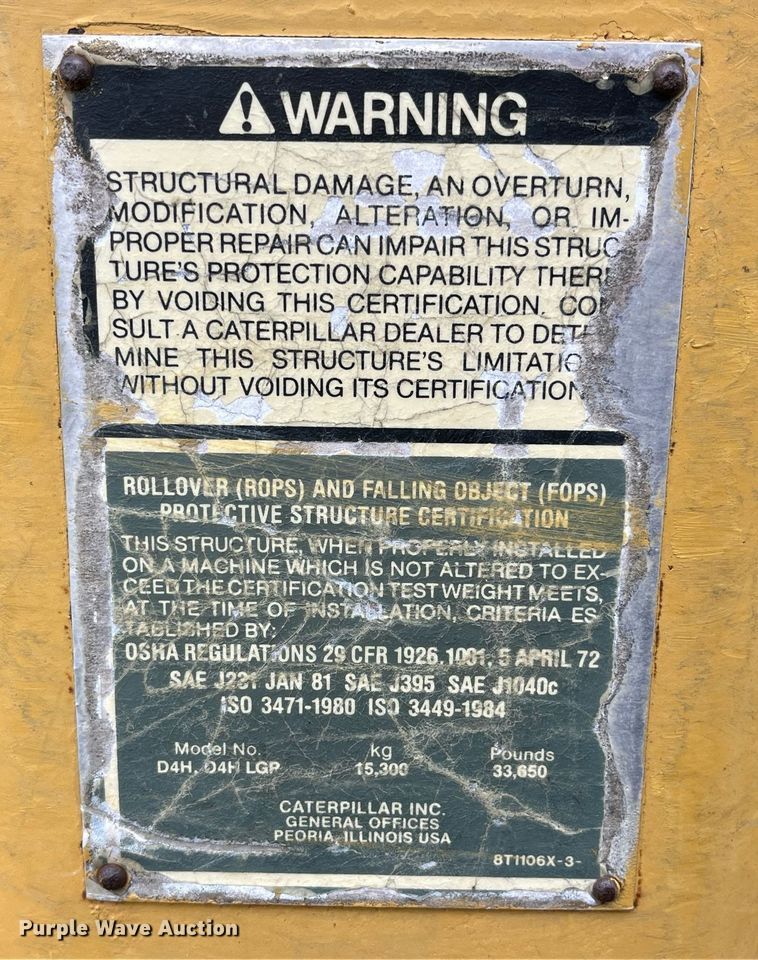 WARNING
STRUCTURAL DAMAGE, AN OVERTURN,
MODIFICATION, ALTERATION, OR IM-
PROPER REPAIR CAN IMPAIR THIS STRUC
TURE'S PROTECTION CAPABILITY THERE
BY VOIDING THIS CERTIFICATION. CON
SULT A CATERPILLAR DEALER TO DETE
MINE THIS STRUCTURE'S LIMITATIO
WITHOUT VOIDING ITS CERTIFICATION
ROLLOVER (ROPS) AND FALLING OBJECT (FOPS)
PROTECTIVE STRUCTURE CERTIFICATION
THIS STRUCTURE, WHEN PROPERLY INSTALLED
ON A MACHINE WHICH IS NOT ALTERED TO EX-
CEED THE CERTIFICATION TEST WEIGHT MEETS,
AT THE TIME OF INSTALLATION, CRITERIA ES
TABLISHED BY:
OSHA REGULATIONS 29 CFR 1926.1001, 5 APRIL 72
SAE J231 JAN 81 SAE J395 SAE J1040c
ISO 3471-1980 ISO 3449-1984
Model No. kg Pounds
D4H, D4H LGP 15,300 33,650
CATERPILLAR INC.
GENERAL OFFICES
PEORIA, ILLINOIS USA
8T1106X-3-
Purple Wave Auction